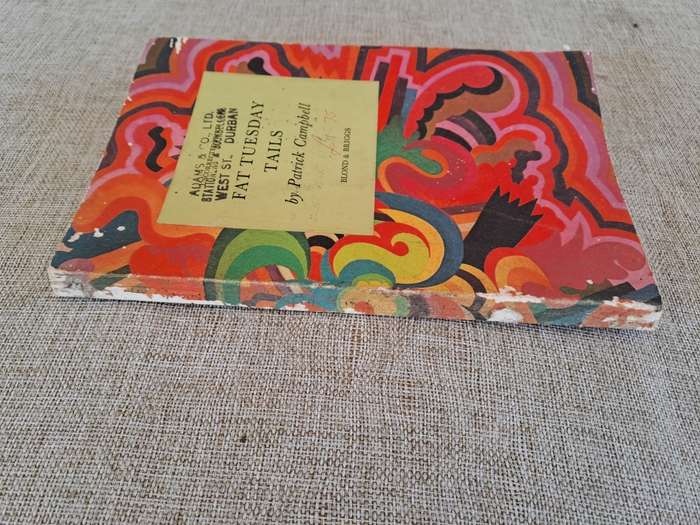 ADAMS & CO., LTD.
WEST ST. DURBAN
FAT TUESDAY
TAILS
by Patrick Campbell
BLOND & BRIGGS